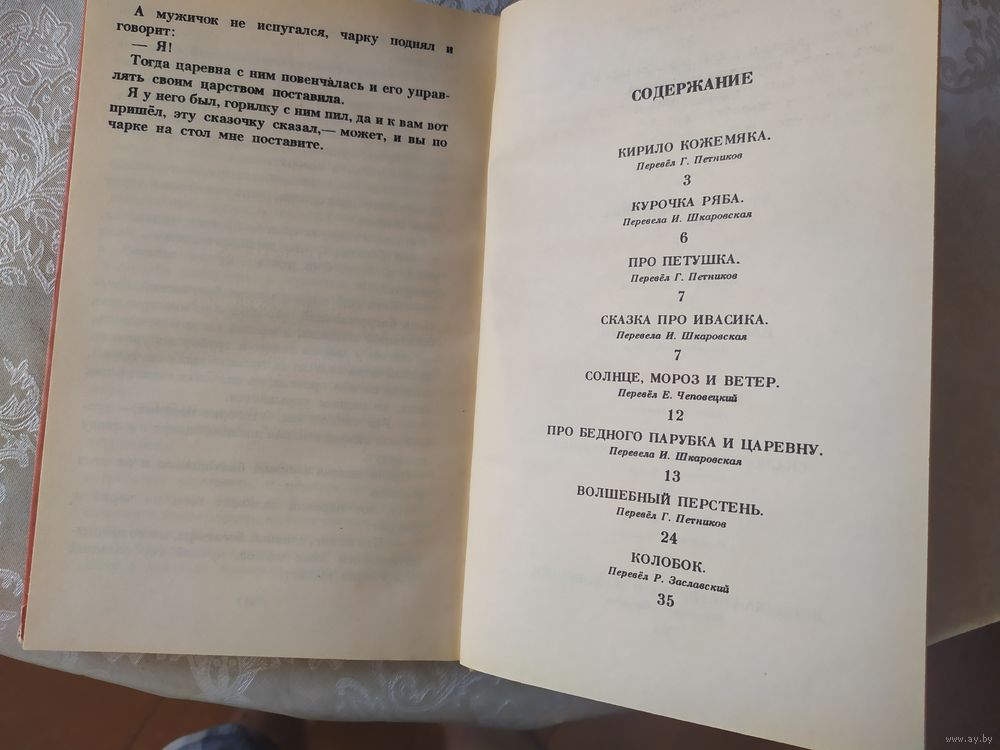 А мужичок не испугался, чарку поднял и
говорит:
— Я!
Тогда царевна с ним повенчалась и его управ-
лять своим царством поставила.
Я у него был, горилку с ним пил, да и к вам вот
пришёл, эту сказочку сказал,— может, и вы по
чарке на стол мне поставите.
СОДЕРЖАНИЕ
КИРИЛО КОЖЕМЯКА.
Перевёл Г. Петников
3
КУРОЧКА РЯБА.
Перевела И. Шкаровская
6
ПРО ПЕТУШКА.
Перевёл Г. Петников
7
СКАЗКА ПРО ИВАСИКА.
Перевела И. Шкаровская
7
СОЛНЦЕ, МОРОЗ И ВЕТЕР.
Перевёл Е. Чеповецкий
12
ПРО БЕДНОГО ПАРУБКА И ЦАРЕВНУ.
Перевела И. Шкаровская
13
ВОЛШЕБНЫЙ ПЕРСТЕНЬ.
Перевёл Г. Петников
24
КОЛОБОК.
Перевёл Р. Заславский
35
www.ay.by